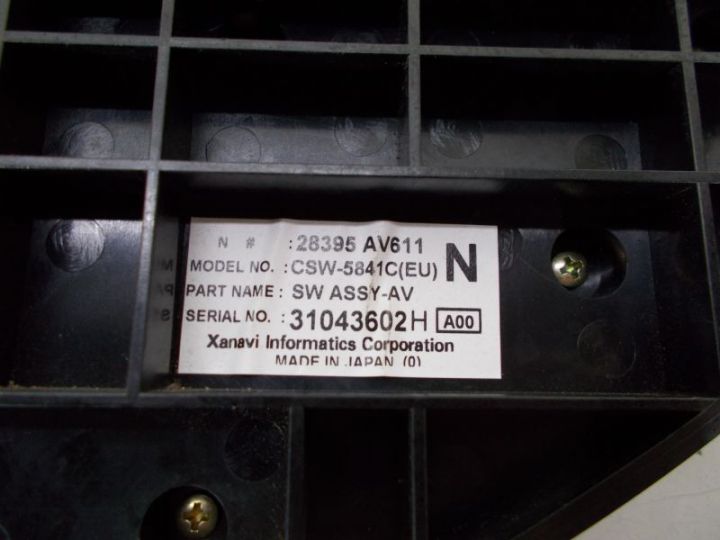 N # : 28395 AV611
N
MODEL NO. : CSW-5841C(EU)
PART NAME : SW ASSY-AV
SERIAL NO. : 31043602H A00
Xanavi Informatics Corporation
MADE IN JAPAN (0)